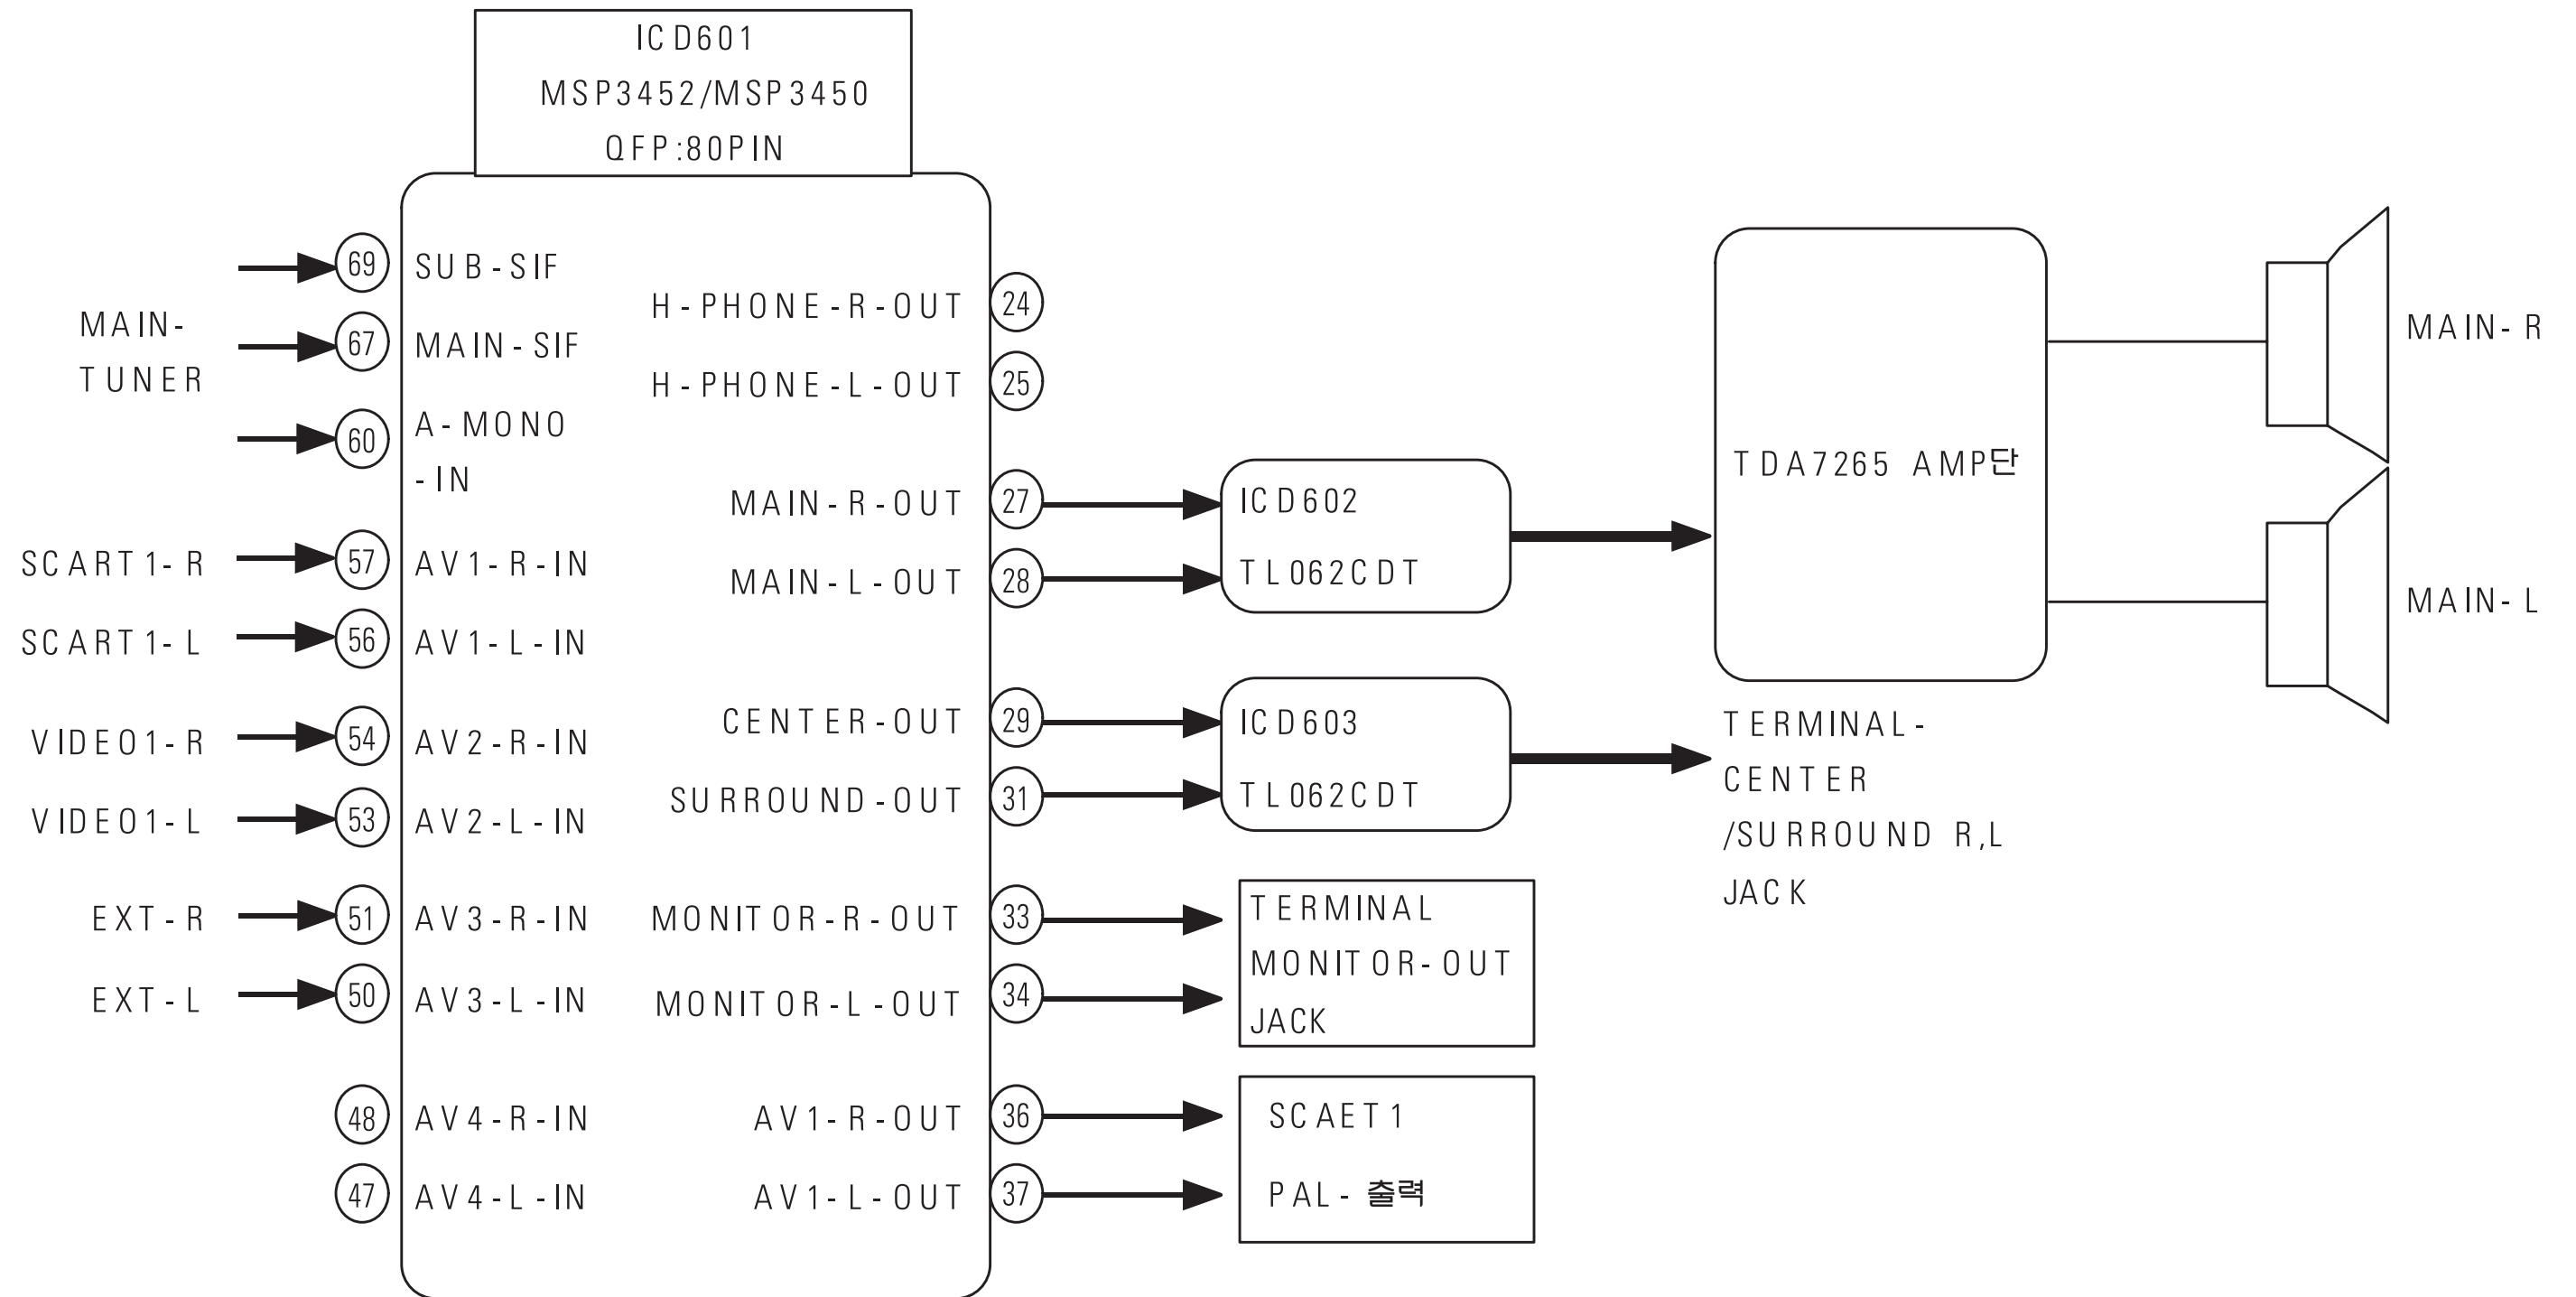 ICD601
MSP3452/MSP3450
QFP:80PIN
MAIN-
TUNER
69 SUB-SIF
67 MAIN-SIF
60 A-MONO
-IN
SCART1-R 57 AV1-R-IN
SCART1-L 56 AV1-L-IN
VIDEO1-R 54 AV2-R-IN
VIDEO1-L 53 AV2-L-IN
EXT-R 51 AV3-R-IN
EXT-L 50 AV3-L-IN
48 AV4-R-IN
47 AV4-L-IN
H-PHONE-R-OUT 24
H-PHONE-L-OUT 25
MAIN-R-OUT 27
MAIN-L-OUT 28
CENTER-OUT 29
SURROUND-OUT 31
MONITOR-R-OUT 33
MONITOR-L-OUT 34
AV1-R-OUT 36
AV1-L-OUT 37
ICD602
TL062CDT
ICD603
TL062CDT
TERMINAL
MONITOR-OUT
JACK
SCAET1
PAL-출력
TDA7265 AMP단
TERMINAL-
CENTER
/SURROUND R,L
JACK
MAIN-R
MAIN-L